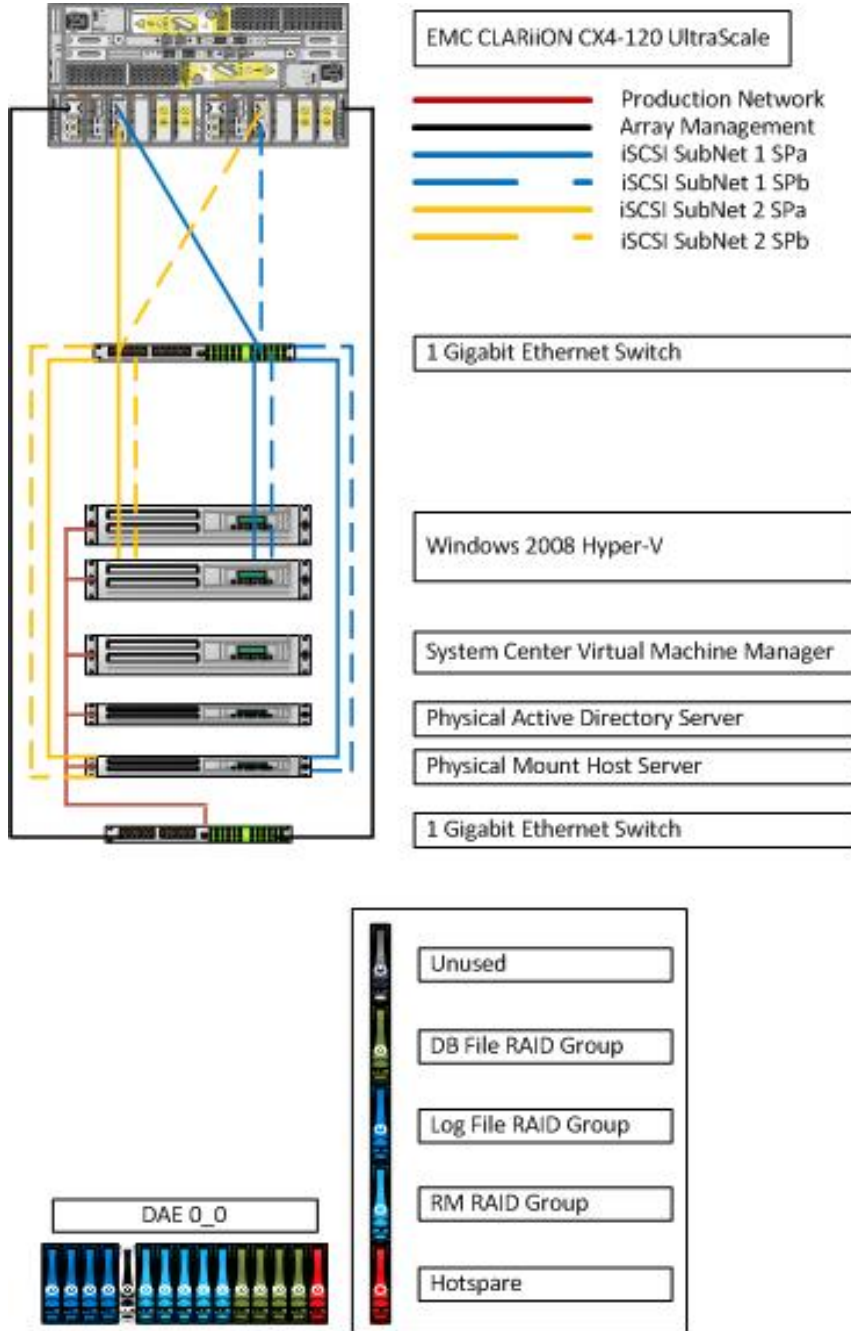 EMC CLARiiON CX4-120 UltraScale
Production Network
Array Management
iSCSI SubNet 1 SPa
iSCSI SubNet 1 SPb
iSCSI SubNet 2 SPa
iSCSI SubNet 2 SPb
1 Gigabit Ethernet Switch
Windows 2008 Hyper-V
System Center Virtual Machine Manager
Physical Active Directory Server
Physical Mount Host Server
1 Gigabit Ethernet Switch
Unused
DB File RAID Group
Log File RAID Group
RM RAID Group
Hotspare
DAE 0_0